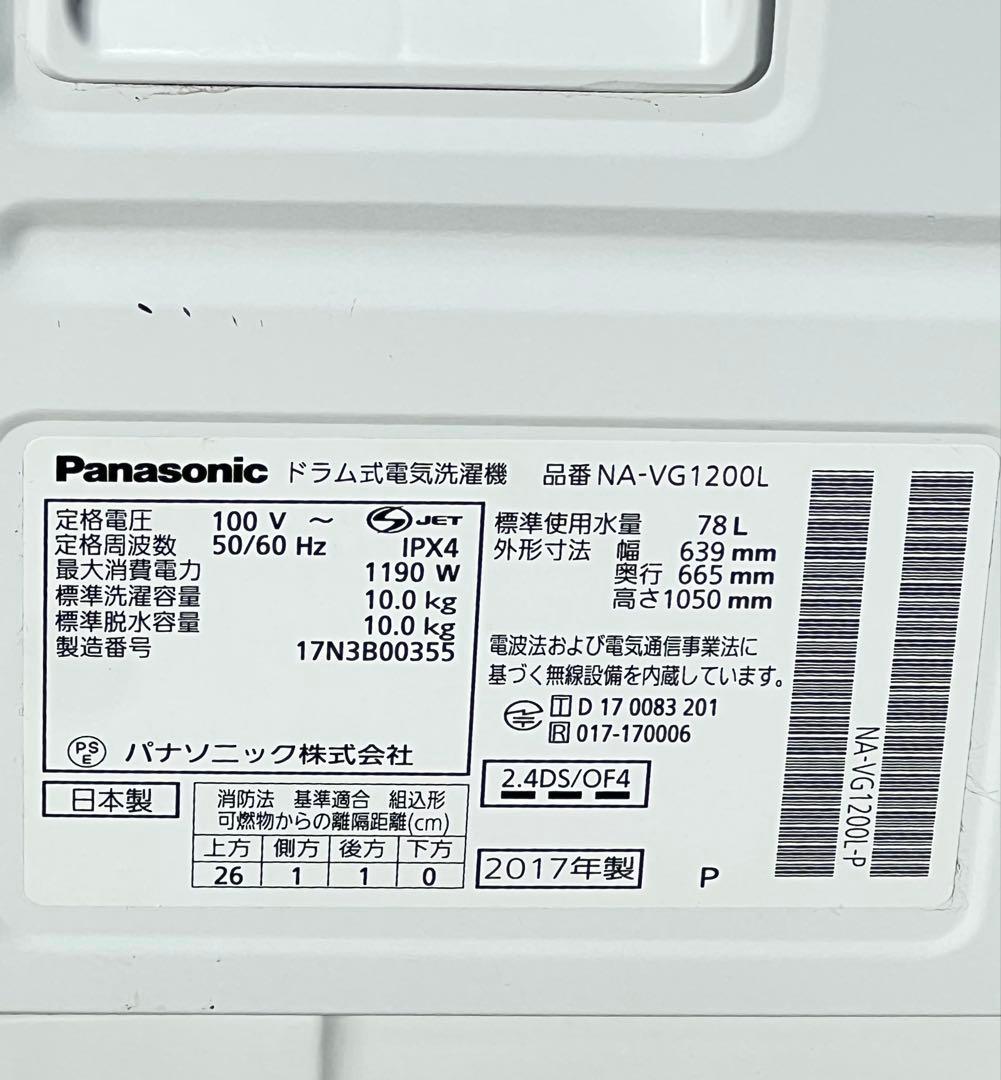 Panasonic ドラム式電気洗濯機 品番 NA-VG1200L
定格電圧 100 V ～ S JET
定格周波数 50/60 Hz IPX4
最大消費電力 1190 W
標準洗濯容量 10.0 kg
標準脱水容量 10.0 kg
製造番号 17N3B00355
PSE パナソニック株式会社
標準使用水量 78 L
外形寸法 幅 639 mm
奥行 665 mm
高さ 1050 mm
電波法および電気通信事業法に
基づく無線設備を内蔵しています。
T D 17 0083 201
R 017-170006
2.4DS/OF4
日本製
消防法 基準適合 組込形
可燃物からの離隔距離(cm)
上方 側方 後方 下方
26 1 1 0
2017年製
P
NA-VG1200L-P